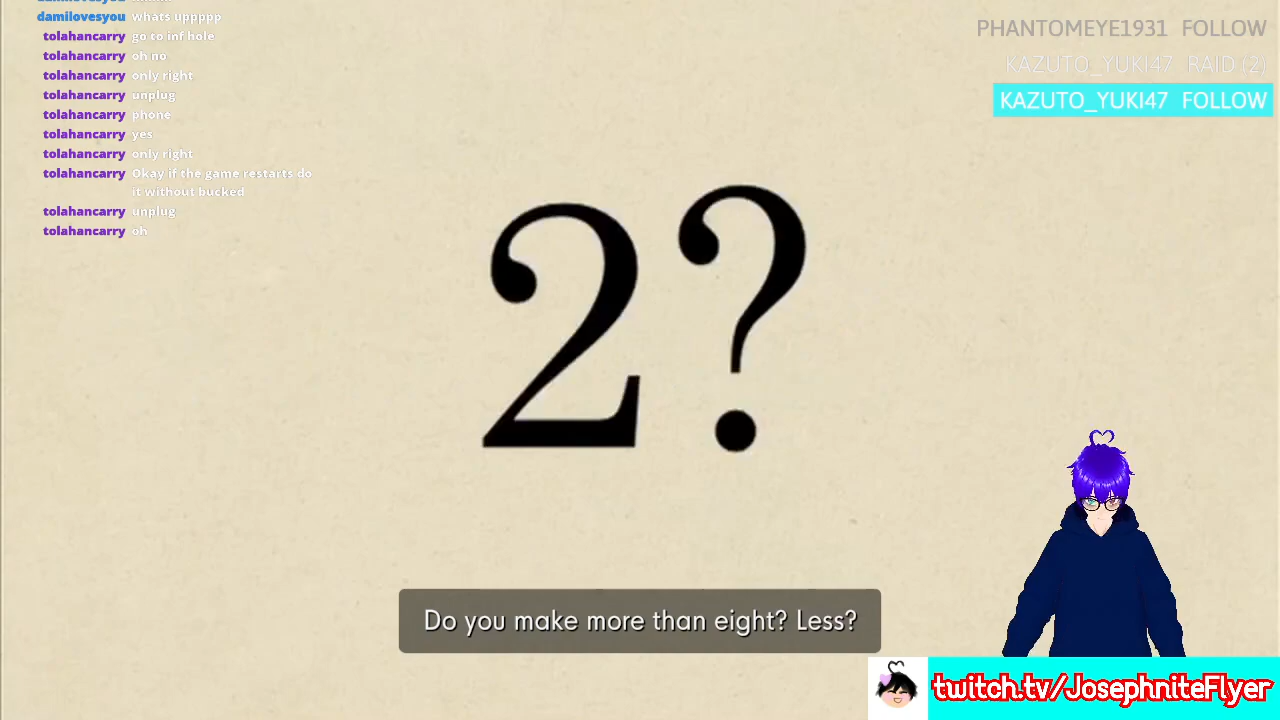 damilovesyou
damilovesyou whats uppppp
tolahancarry go to inf hole
tolahancarry oh no
tolahancarry only right
tolahancarry unplug
tolahancarry phone
tolahancarry yes
tolahancarry only right
tolahancarry Okay if the game restarts do
it without bucked
tolahancarry unplug
tolahancarry oh
PHANTOMEYE1931 FOLLOW
KAZUTO_YUKI47 RAID (2)
KAZUTO_YUKI47 FOLLOW
2?
Do you make more than eight? Less?
twitch.tv/JosephniteFlyer